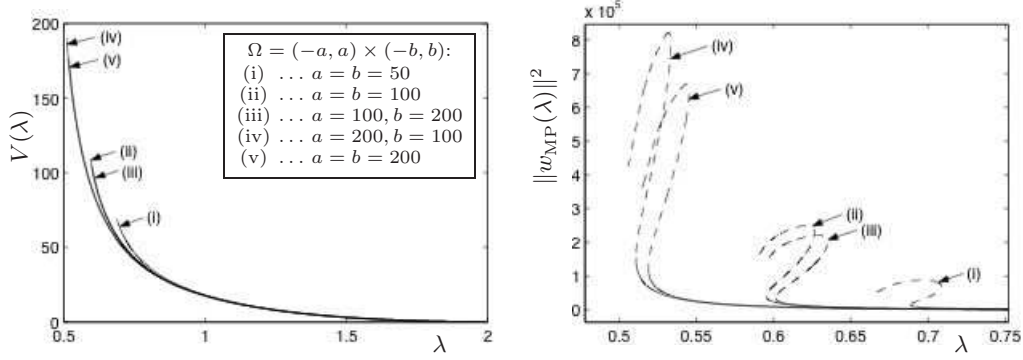 200
150
100
50
0
V(λ)
0.5
1
1.5
2
λ
(iv)
(v)
(ii)
(iii)
(i)
Ω = (−a, a) × (−b, b):
(i) ... a = b = 50
(ii) ... a = b = 100
(iii) ... a = 100, b = 200
(iv) ... a = 200, b = 100
(v) ... a = b = 200
x 10^5
8
7
6
5
4
3
2
1
0
||w_MP(λ)||^2
0.5
0.55
0.6
0.65
0.7
0.75
λ
(iv)
(v)
(ii)
(iii)
(i)